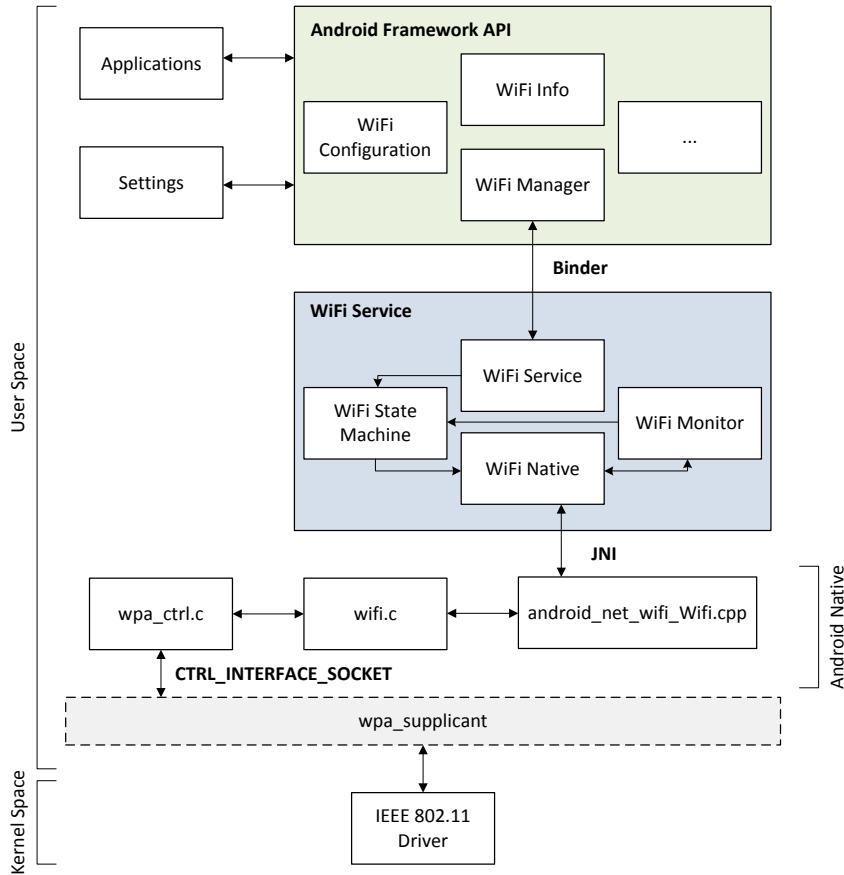 Android Framework API
Applications
WiFi Info
WiFi
Configuration
...
Settings
WiFi Manager
Binder
WiFi Service
WiFi Service
WiFi State
Machine
WiFi Monitor
WiFi Native
JNI
wpa_ctrl.c
wifi.c
android_net_wifi_Wifi.cpp
CTRL_INTERFACE_SOCKET
wpa_supplicant
IEEE 802.11
Driver
User Space
Kernel Space
Android Native